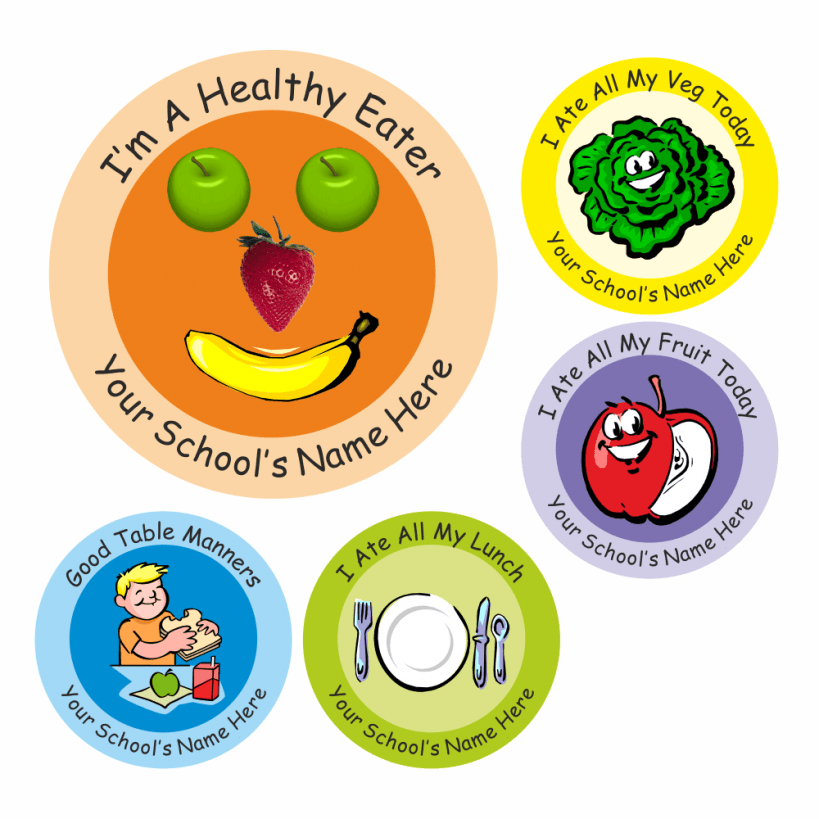 I'm A Healthy Eater
Your School's Name Here
I Ate All My Veg Today
Your School's Name Here
I Ate All My Fruit Today
Your School's Name Here
Good Table Manners
Your School's Name Here
I Ate All My Lunch
Your School's Name Here